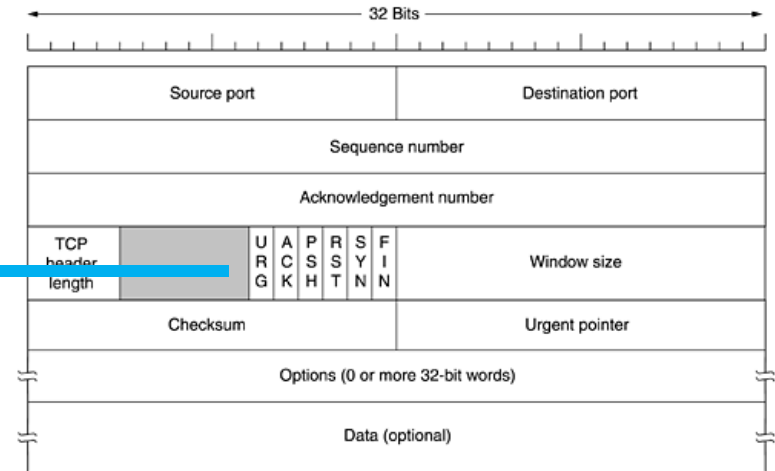 32 Bits
Source port
Destination port
Sequence number
Acknowledgement number
TCP
header
length
URG
ACK
PSH
RST
SYN
FIN
Window size
Checksum
Urgent pointer
Options (0 or more 32-bit words)
Data (optional)